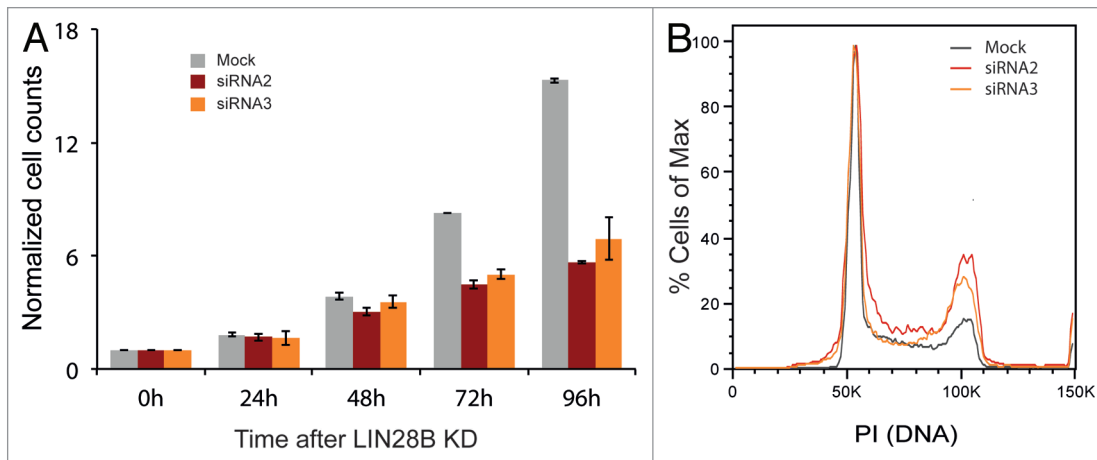 A
18
12
6
0
Normalized cell counts
Mock
siRNA2
siRNA3
0h 24h 48h 72h 96h
Time after LIN28B KD
B
100
80
60
40
20
0
% Cells of Max
Mock
siRNA2
siRNA3
0 50K 100K 150K
PI (DNA)